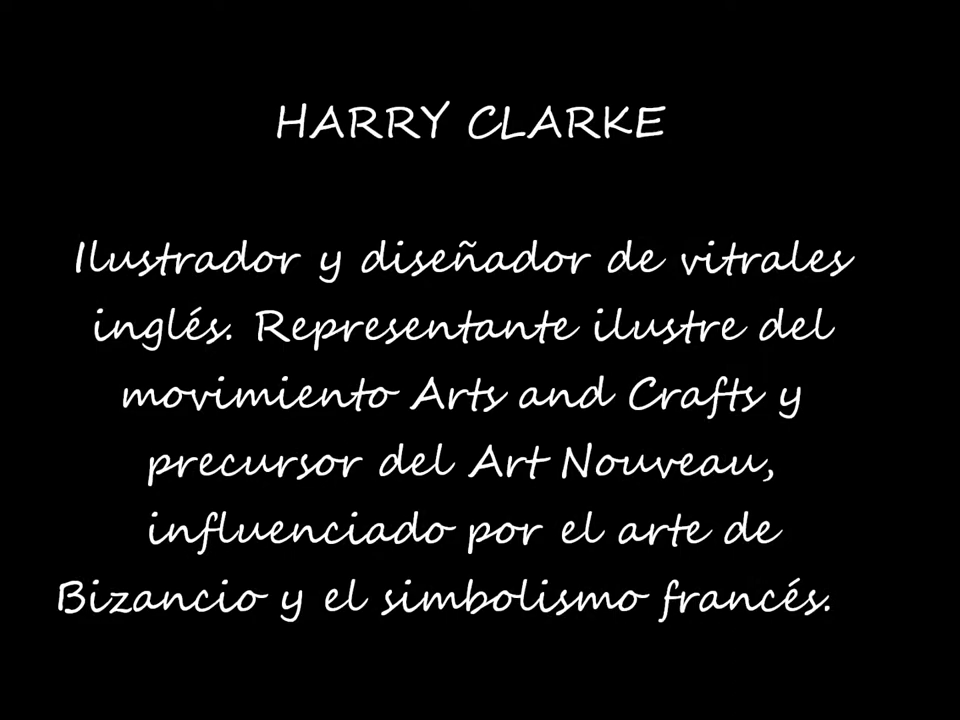 HARRY CLARKE
Ilustrador y diseñador de vitrales
inglés. Representante ilustre del
movimiento Arts and Crafts y
precursor del Art Nouveau,
influenciado por el arte de
Bizancio y el simbolismo francés.